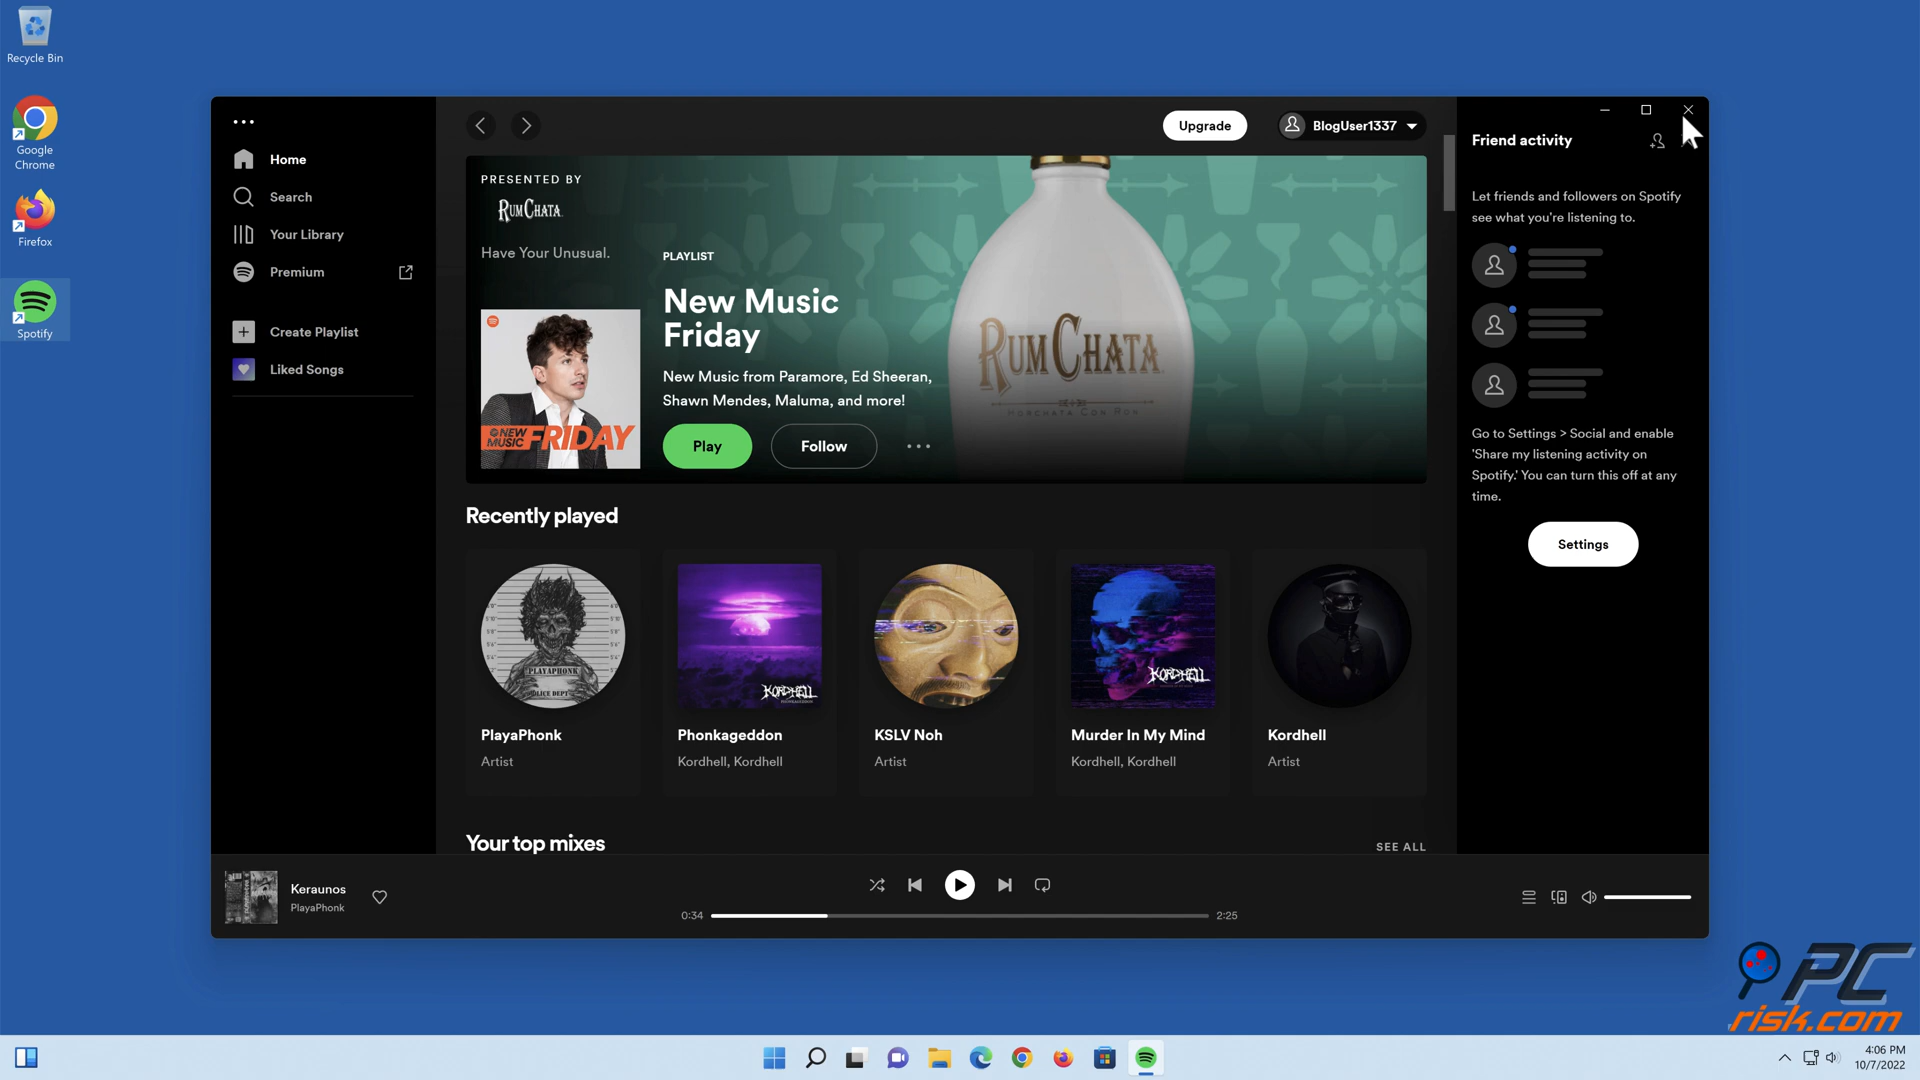 Recycle Bin
Google
Chrome
Firefox
Spotify
Home
Search
Your Library
Premium
Create Playlist
Liked Songs
Upgrade
BlogUser1337
PRESENTED BY
RUMCHATA
Have Your Unusual.
PLAYLIST
New Music
Friday
New Music from Paramore, Ed Sheeran,
Shawn Mendes, Maluma, and more!
Play
Follow
NEW
MUSIC FRIDAY
RUMCHATA
HORCHATA CON RON
Recently played
PLAYAPHONK
POLICE DEPT
KORDHELL
KORDHELL
PlayaPhonk
Artist
Phonkageddon
Kordhell, Kordhell
KSLV Noh
Artist
Murder In My Mind
Kordhell, Kordhell
Kordhell
Artist
Your top mixes
SEE ALL
Friend activity
Let friends and followers on Spotify
see what you're listening to.
Go to Settings > Social and enable
'Share my listening activity on
Spotify.' You can turn this off at any
time.
Settings
Keraunos
PlayaPhonk
0:34
2:25
PC
risk.com
4:06 PM
10/7/2022